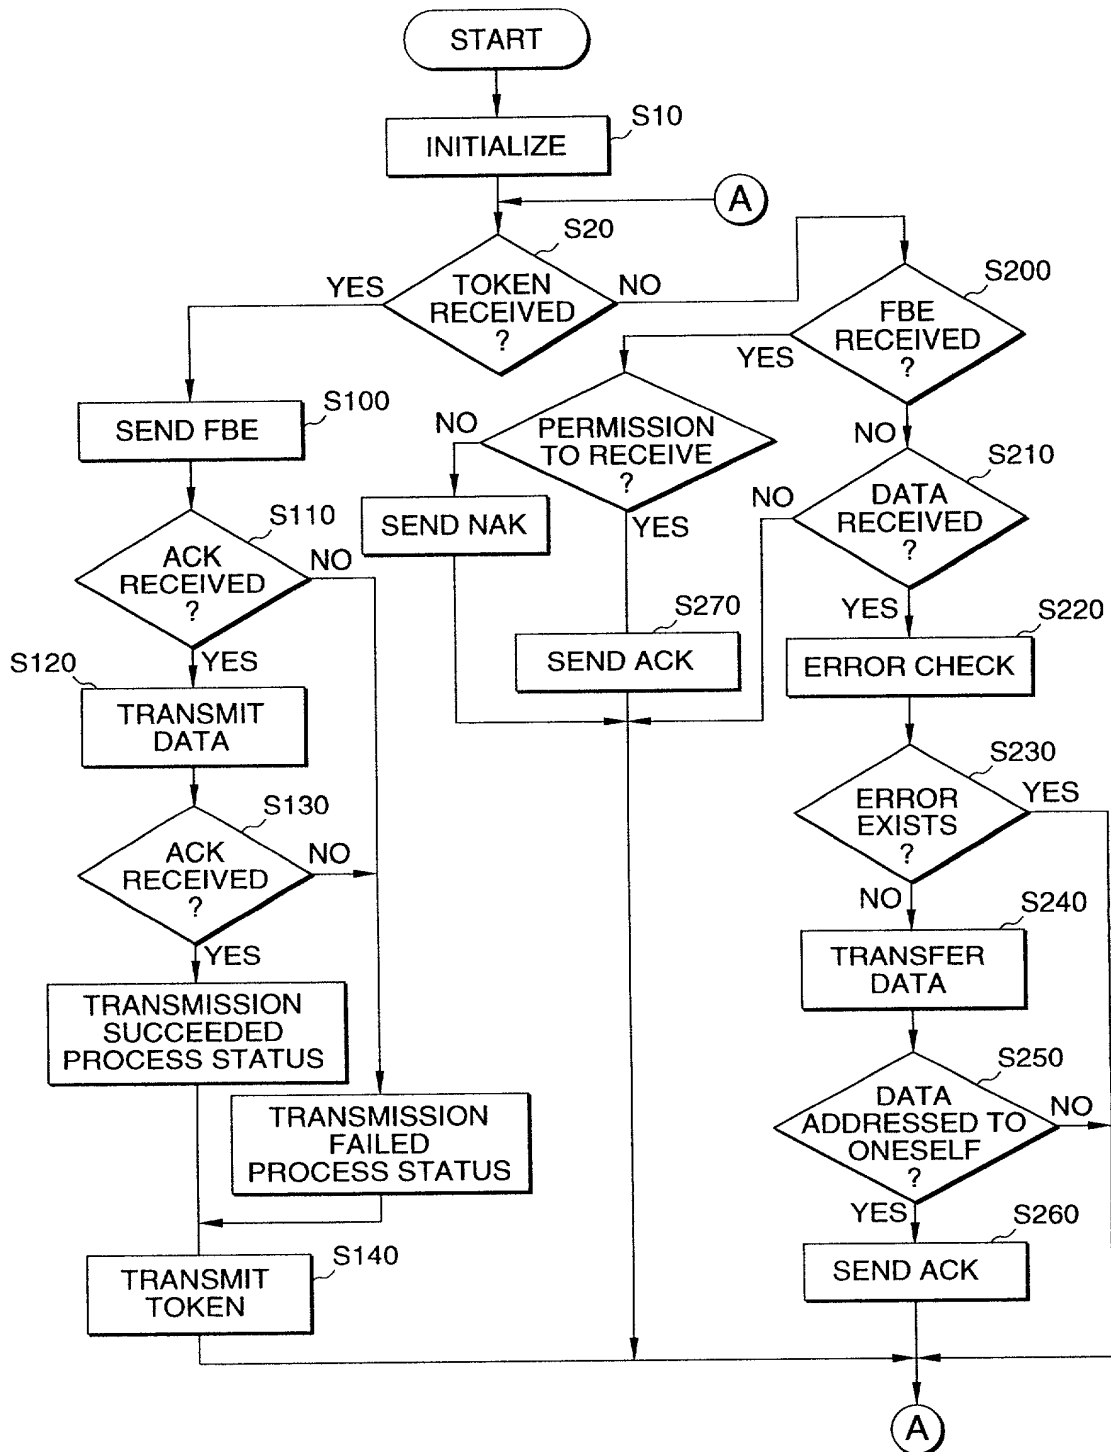 START
S10
INITIALIZE
A
S20
TOKEN
RECEIVED
?
YES
NO
S200
FBE
RECEIVED
?
YES
NO
S100
SEND FBE
PERMISSION
TO RECEIVE
?
NO
YES
SEND NAK
S210
DATA
RECEIVED
?
NO
YES
S110
ACK
RECEIVED
?
NO
YES
S270
SEND ACK
S220
ERROR CHECK
S120
TRANSMIT
DATA
S230
ERROR
EXISTS
?
YES
NO
S130
ACK
RECEIVED
?
NO
YES
S240
TRANSFER
DATA
TRANSMISSION
SUCCEEDED
PROCESS STATUS
TRANSMISSION
FAILED
PROCESS STATUS
S250
DATA
ADDRESSED TO
ONESELF
?
NO
YES
S260
SEND ACK
S140
TRANSMIT
TOKEN
A